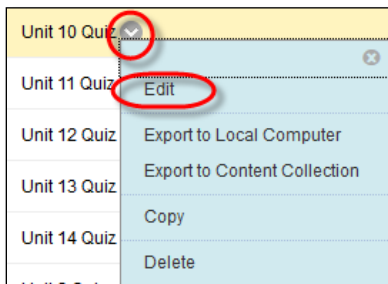 Unit 10 Quiz
Unit 11 Quiz
Edit
Unit 12 Quiz
Export to Local Computer
Unit 13 Quiz
Export to Content Collection
Unit 14 Quiz
Copy
Delete